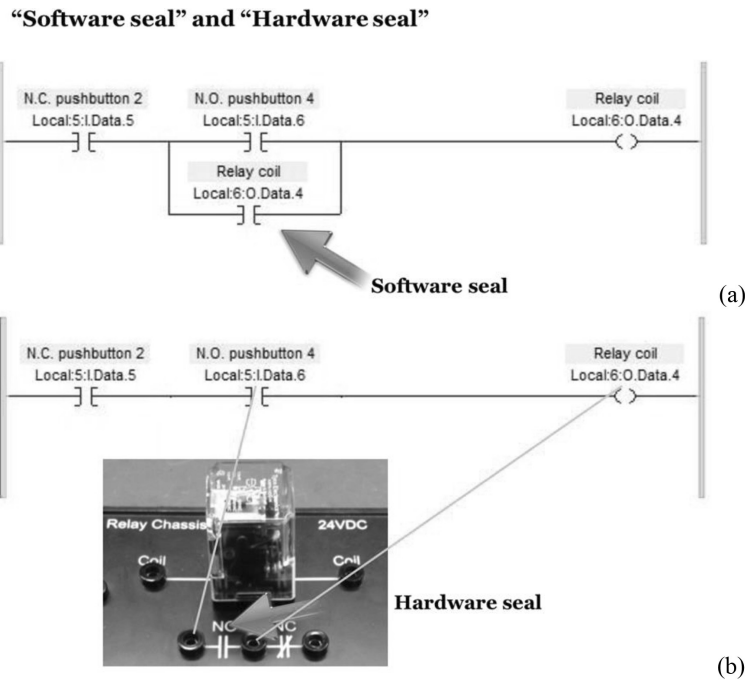 “Software seal” and “Hardware seal”
N.C. pushbutton 2 N.O. pushbutton 4 Relay coil
Local:5:I.Data.5 Local:5:I.Data.6 Local:6:O.Data.4
Relay coil
Local:6:O.Data.4
Software seal
(a)
N.C. pushbutton 2 N.O. pushbutton 4 Relay coil
Local:5:I.Data.5 Local:5:I.Data.6 Local:6:O.Data.4
Relay Chassis 24VDC
Coil Coil
Hardware seal
NO NC
(b)